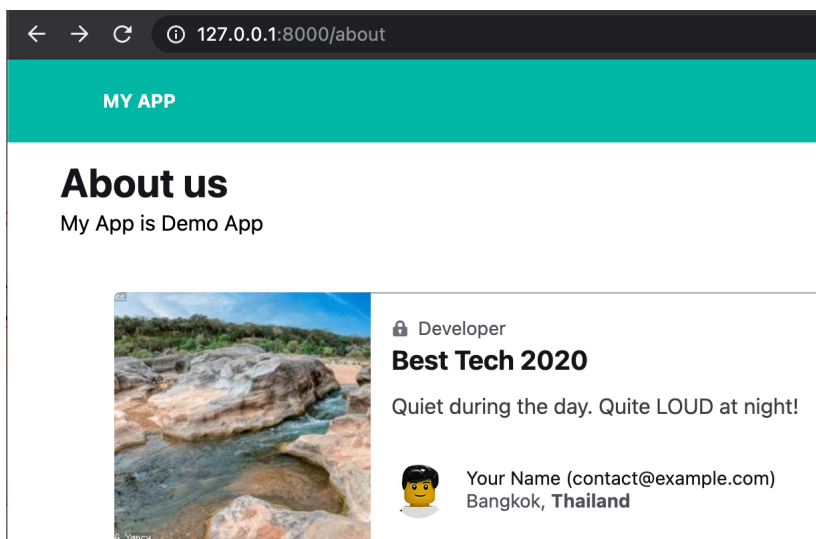 127.0.0.1:8000/about
MY APP
About us
My App is Demo App
cc
Developer
Best Tech 2020
Quiet during the day. Quite LOUD at night!
Your Name (contact@example.com)
Bangkok, Thailand